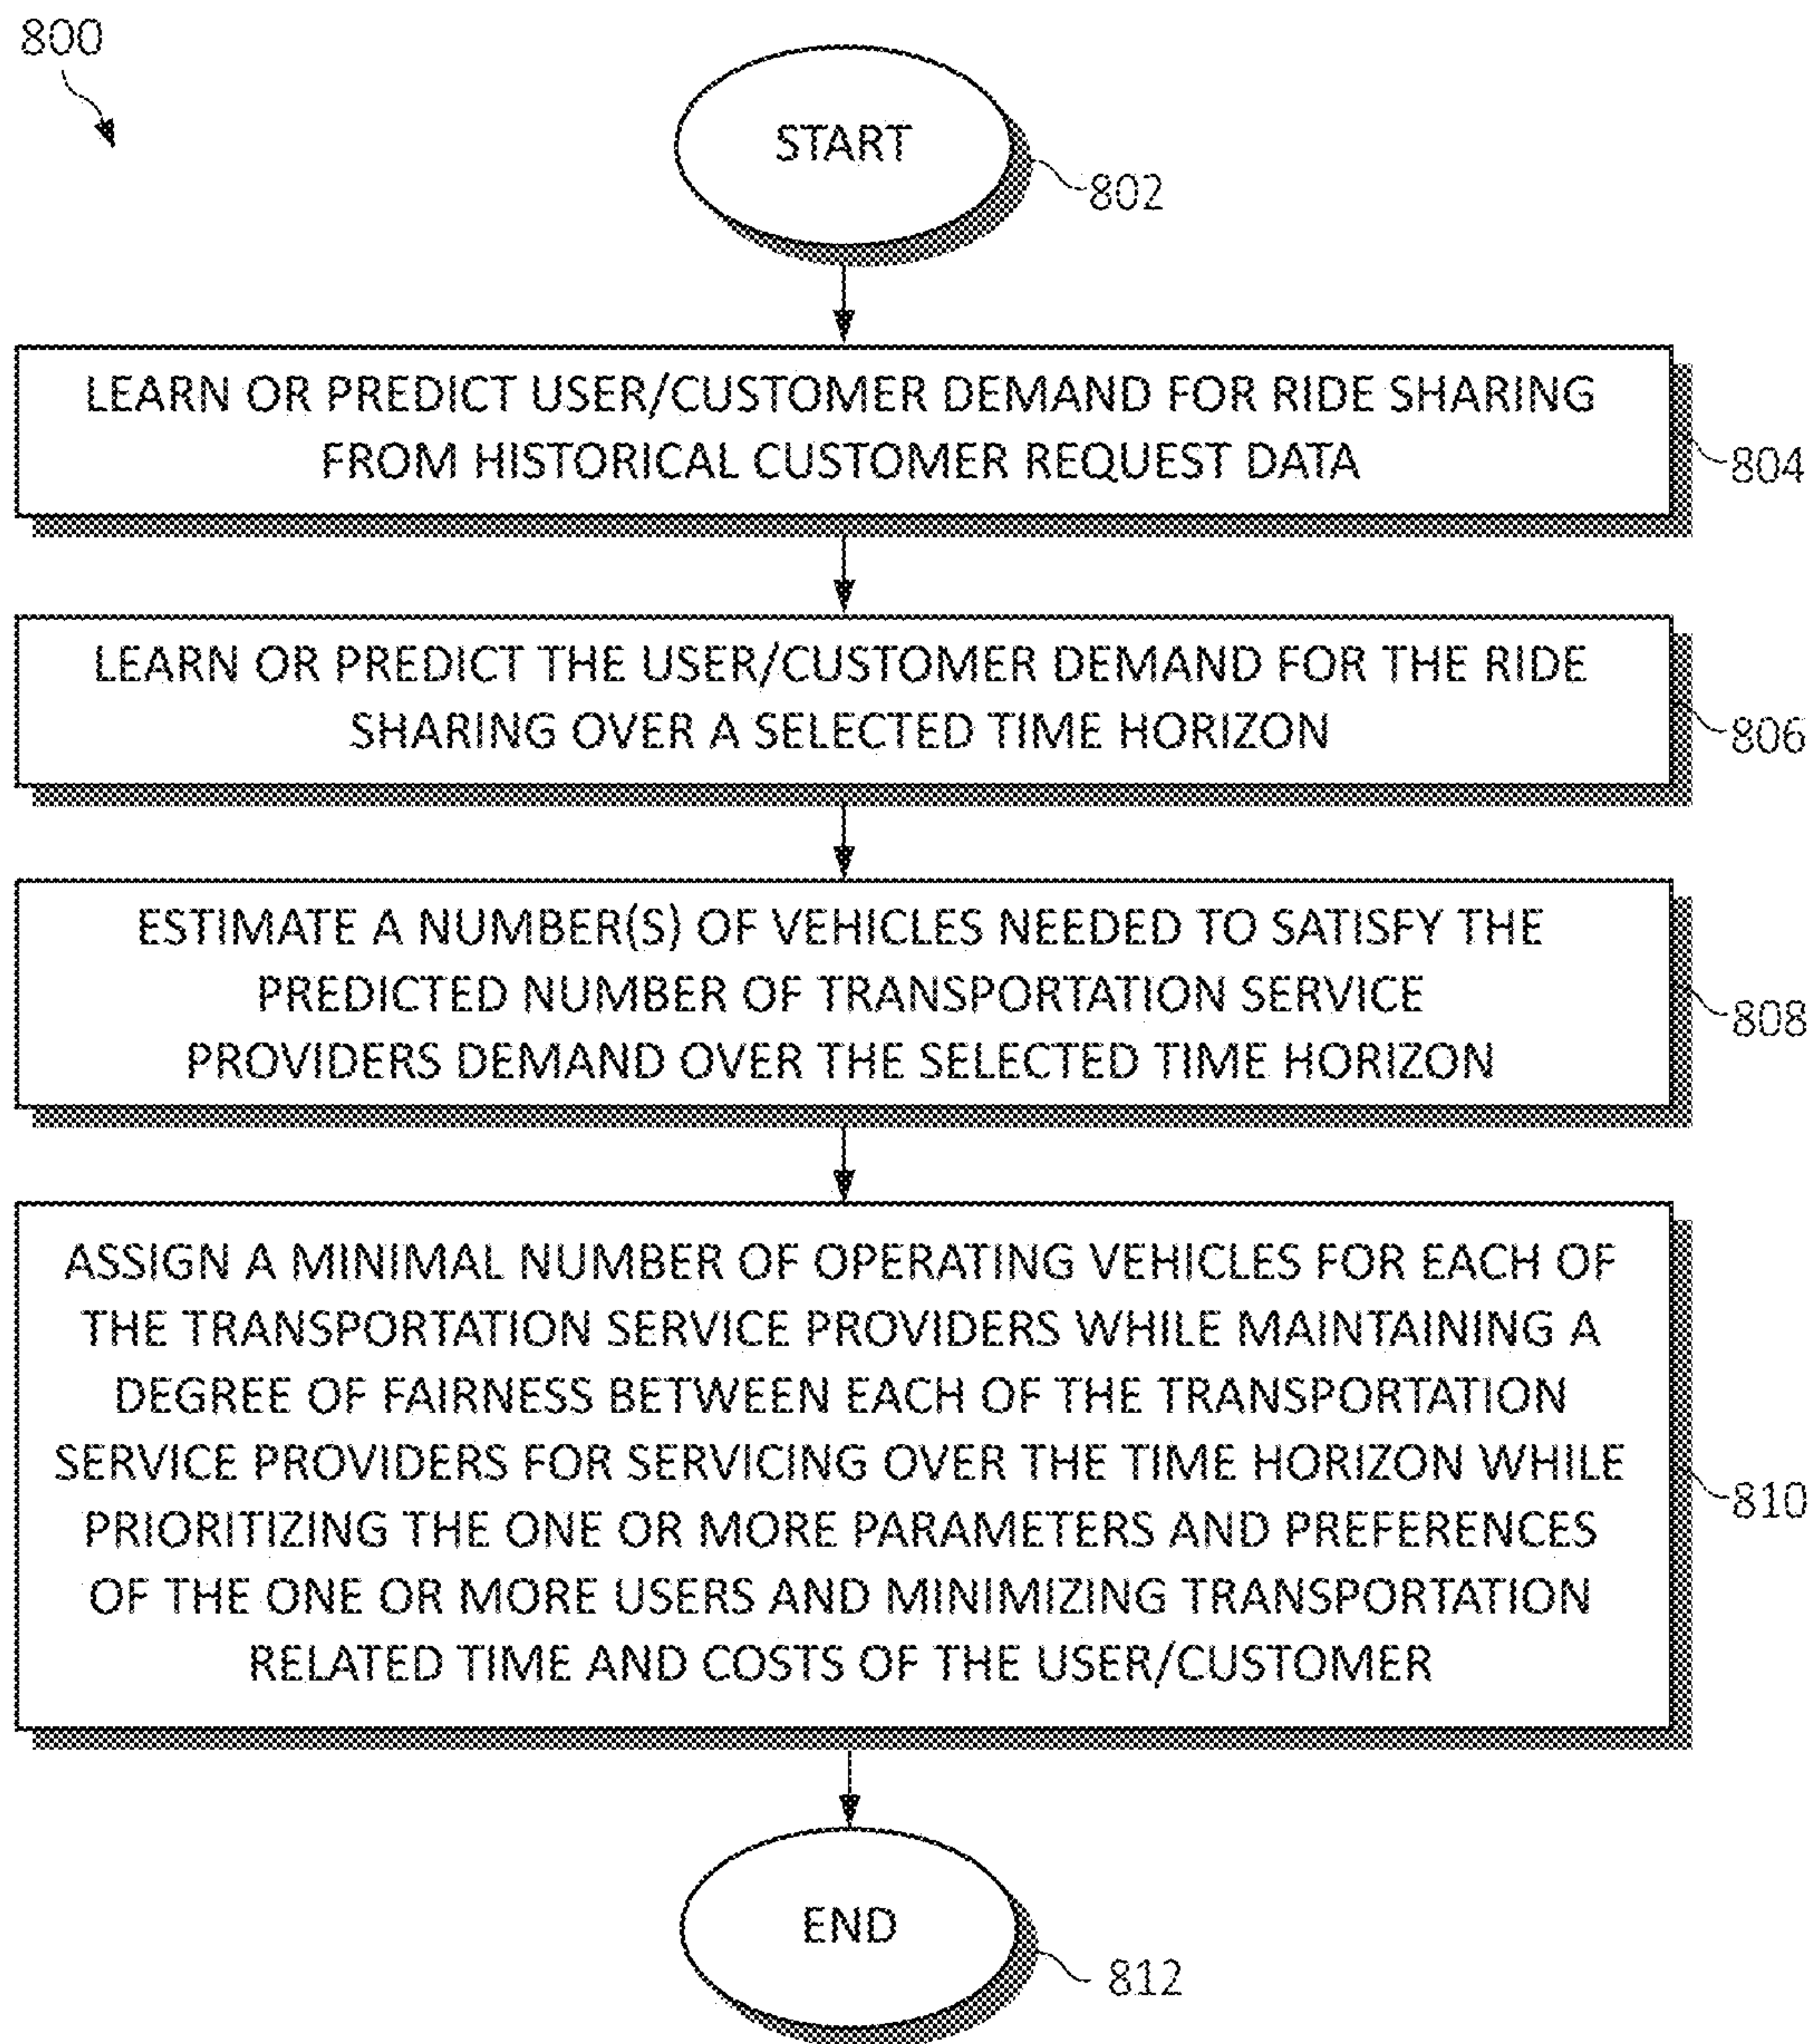 800
START
802
LEARN OR PREDICT USER/CUSTOMER DEMAND FOR RIDE SHARING
FROM HISTORICAL CUSTOMER REQUEST DATA
804
LEARN OR PREDICT THE USER/CUSTOMER DEMAND FOR THE RIDE
SHARING OVER A SELECTED TIME HORIZON
806
ESTIMATE A NUMBER(S) OF VEHICLES NEEDED TO SATISFY THE
PREDICTED NUMBER OF TRANSPORTATION SERVICE
PROVIDERS DEMAND OVER THE SELECTED TIME HORIZON
808
ASSIGN A MINIMAL NUMBER OF OPERATING VEHICLES FOR EACH OF
THE TRANSPORTATION SERVICE PROVIDERS WHILE MAINTAINING A
DEGREE OF FAIRNESS BETWEEN EACH OF THE TRANSPORTATION
SERVICE PROVIDERS FOR SERVICING OVER THE TIME HORIZON WHILE
PRIORITIZING THE ONE OR MORE PARAMETERS AND PREFERENCES
OF THE ONE OR MORE USERS AND MINIMIZING TRANSPORTATION
RELATED TIME AND COSTS OF THE USER/CUSTOMER
810
END
812